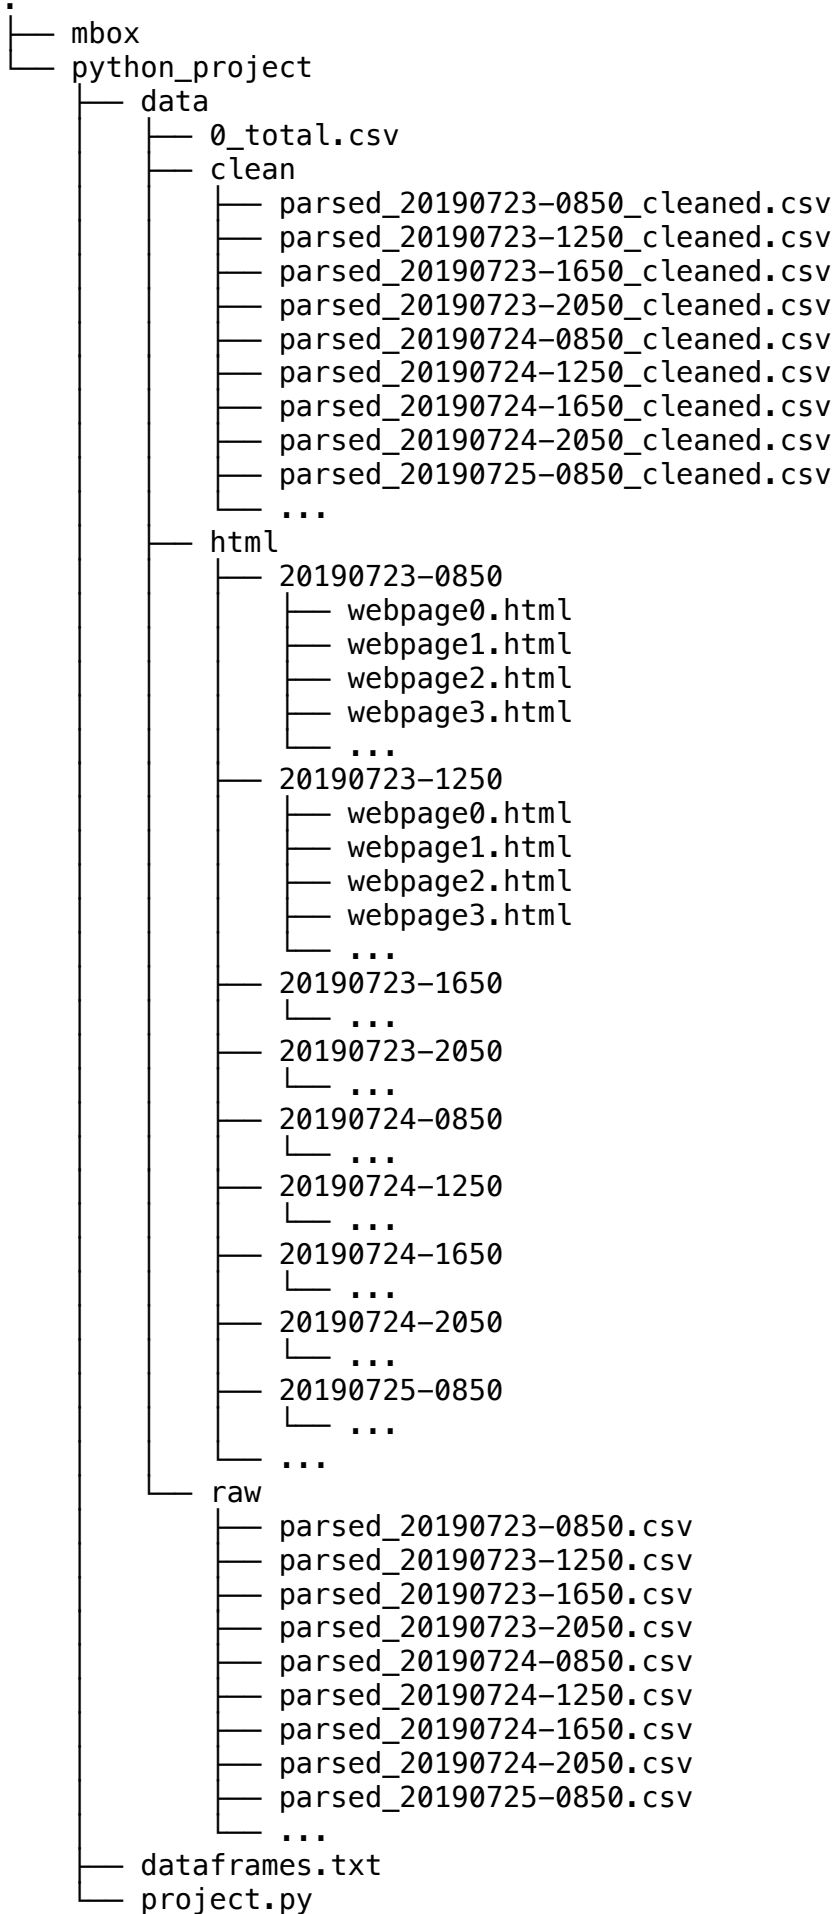 .
├── mbox
└── python_project
    ├── data
    │   ├── 0_total.csv
    │   ├── clean
    │   │   ├── parsed_20190723-0850_cleaned.csv
    │   │   ├── parsed_20190723-1250_cleaned.csv
    │   │   ├── parsed_20190723-1650_cleaned.csv
    │   │   ├── parsed_20190723-2050_cleaned.csv
    │   │   ├── parsed_20190724-0850_cleaned.csv
    │   │   ├── parsed_20190724-1250_cleaned.csv
    │   │   ├── parsed_20190724-1650_cleaned.csv
    │   │   ├── parsed_20190724-2050_cleaned.csv
    │   │   ├── parsed_20190725-0850_cleaned.csv
    │   │   └── ...
    │   ├── html
    │   │   ├── 20190723-0850
    │   │   │   ├── webpage0.html
    │   │   │   ├── webpage1.html
    │   │   │   ├── webpage2.html
    │   │   │   ├── webpage3.html
    │   │   │   └── ...
    │   │   ├── 20190723-1250
    │   │   │   ├── webpage0.html
    │   │   │   ├── webpage1.html
    │   │   │   ├── webpage2.html
    │   │   │   ├── webpage3.html
    │   │   │   └── ...
    │   │   ├── 20190723-1650
    │   │   │   └── ...
    │   │   ├── 20190723-2050
    │   │   │   └── ...
    │   │   ├── 20190724-0850
    │   │   │   └── ...
    │   │   ├── 20190724-1250
    │   │   │   └── ...
    │   │   ├── 20190724-1650
    │   │   │   └── ...
    │   │   ├── 20190724-2050
    │   │   │   └── ...
    │   │   ├── 20190725-0850
    │   │   │   └── ...
    │   │   └── ...
    │   └── raw
    │       ├── parsed_20190723-0850.csv
    │       ├── parsed_20190723-1250.csv
    │       ├── parsed_20190723-1650.csv
    │       ├── parsed_20190723-2050.csv
    │       ├── parsed_20190724-0850.csv
    │       ├── parsed_20190724-1250.csv
    │       ├── parsed_20190724-1650.csv
    │       ├── parsed_20190724-2050.csv
    │       ├── parsed_20190725-0850.csv
    │       └── ...
    ├── dataframes.txt
    └── project.py